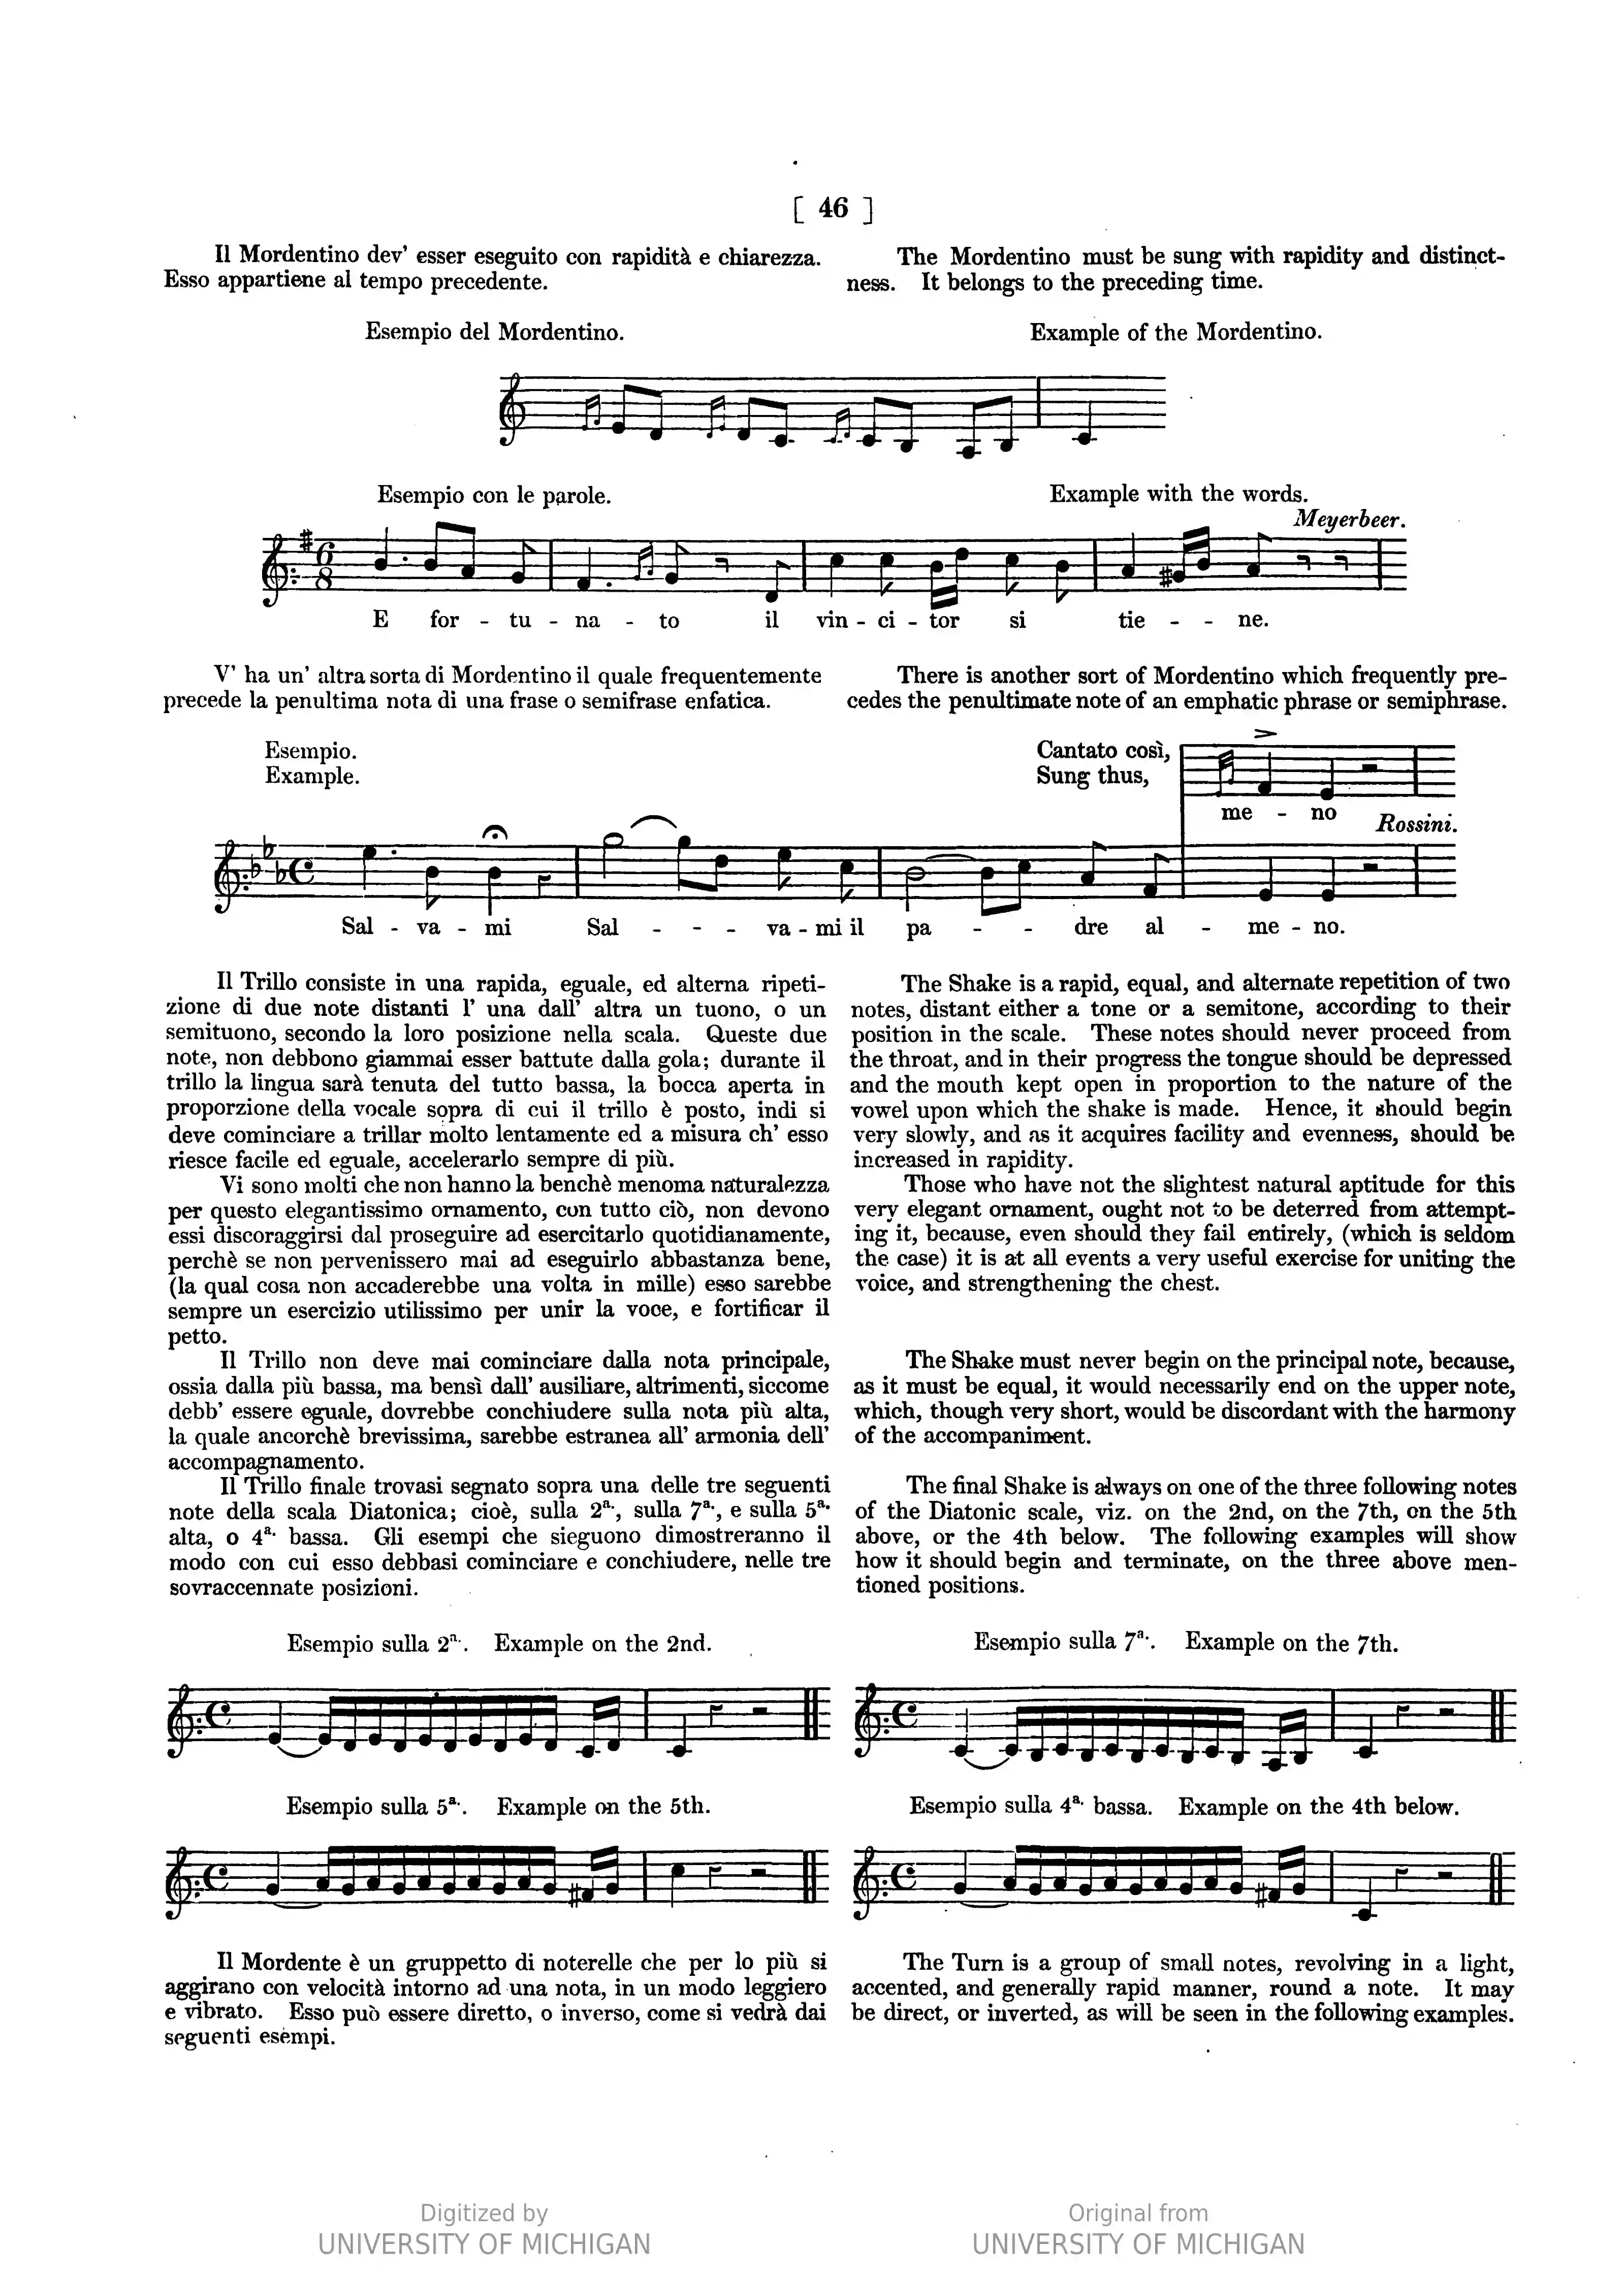 [ 46 ]
Il Mordentino dev' esser eseguito con rapidità e chiarezza.
Esso appartiene al tempo precedente.
The Mordentino must be sung with rapidity and distinct-
ness. It belongs to the preceding time.
Esempio del Mordentino.
Example of the Mordentino.
Esempio con le parole.
Example with the words.
Meyerbeer.
E for - tu - na - to il vin - ci - tor si tie - - ne.
V' ha un' altra sorta di Mordentino il quale frequentemente
precede la penultima nota di una frase o semifrase enfatica.
There is another sort of Mordentino which frequently pre-
cedes the penultimate note of an emphatic phrase or semiphrase.
Esempio.
Example.
Cantato così,
Sung thus,
me - no
Rossini.
Sal - va - mi Sal - - - va - mi il pa - - dre al - me - no.
Il Trillo consiste in una rapida, eguale, ed alterna ripeti-
zione di due note distanti l' una dall' altra un tuono, o un
semituono, secondo la loro posizione nella scala. Queste due
note, non debbono giammai esser battute dalla gola; durante il
trillo la lingua sarà tenuta del tutto bassa, la bocca aperta in
proporzione della vocale sopra di cui il trillo è posto, indi si
deve cominciare a trillar molto lentamente ed a misura ch' esso
riesce facile ed eguale, accelerarlo sempre di più.
Vi sono molti che non hanno la benchè menoma naturalezza
per questo elegantissimo ornamento, con tutto ciò, non devono
essi discoraggirsi dal proseguire ad esercitarlo quotidianamente,
perchè se non pervenissero mai ad eseguirlo abbastanza bene,
(la qual cosa non accaderebbe una volta in mille) esso sarebbe
sempre un esercizio utilissimo per unir la voce, e fortificar il
petto.
Il Trillo non deve mai cominciare dalla nota principale,
ossia dalla più bassa, ma bensì dall' ausiliare, altrimenti, siccome
debb' essere eguale, dovrebbe conchiudere sulla nota più alta,
la quale ancorchè brevissima, sarebbe estranea all' armonia dell'
accompagnamento.
Il Trillo finale trovasi segnato sopra una delle tre seguenti
note della scala Diatonica; cioè, sulla 2a., sulla 7a., e sulla 5a.
alta, o 4a. bassa. Gli esempi che sieguono dimostreranno il
modo con cui esso debbasi cominciare e conchiudere, nelle tre
sovraccennate posizioni.
The Shake is a rapid, equal, and alternate repetition of two
notes, distant either a tone or a semitone, according to their
position in the scale. These notes should never proceed from
the throat, and in their progress the tongue should be depressed
and the mouth kept open in proportion to the nature of the
vowel upon which the shake is made. Hence, it should begin
very slowly, and as it acquires facility and evenness, should be
increased in rapidity.
Those who have not the slightest natural aptitude for this
very elegant ornament, ought not to be deterred from attempt-
ing it, because, even should they fail entirely, (which is seldom
the case) it is at all events a very useful exercise for uniting the
voice, and strengthening the chest.
The Shake must never begin on the principal note, because,
as it must be equal, it would necessarily end on the upper note,
which, though very short, would be discordant with the harmony
of the accompaniment.
The final Shake is always on one of the three following notes
of the Diatonic scale, viz. on the 2nd, on the 7th, on the 5th
above, or the 4th below. The following examples will show
how it should begin and terminate, on the three above men-
tioned positions.
Esempio sulla 2a.. Example on the 2nd.
Esempio sulla 7a.. Example on the 7th.
Esempio sulla 5a.. Example on the 5th.
Esempio sulla 4a. bassa. Example on the 4th below.
Il Mordente è un gruppetto di noterelle che per lo più si
aggirano con velocità intorno ad una nota, in un modo leggiero
e vibrato. Esso può essere diretto, o inverso, come si vedrà dai
seguenti esempi.
The Turn is a group of small notes, revolving in a light,
accented, and generally rapid manner, round a note. It may
be direct, or inverted, as will be seen in the following examples.
Digitized by
UNIVERSITY OF MICHIGAN
Original from
UNIVERSITY OF MICHIGAN